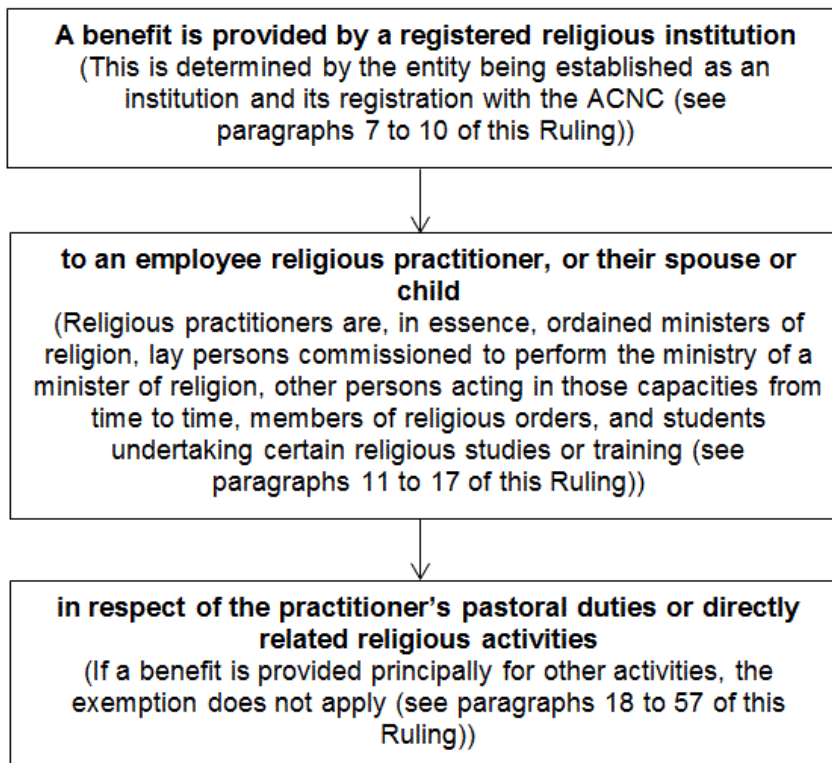 A benefit is provided by a registered religious institution
(This is determined by the entity being established as an
institution and its registration with the ACNC (see
paragraphs 7 to 10 of this Ruling))
to an employee religious practitioner, or their spouse or
child
(Religious practitioners are, in essence, ordained ministers of
religion, lay persons commissioned to perform the ministry of a
minister of religion, other persons acting in those capacities from
time to time, members of religious orders, and students
undertaking certain religious studies or training (see
paragraphs 11 to 17 of this Ruling))
in respect of the practitioner’s pastoral duties or directly
related religious activities
(If a benefit is provided principally for other activities, the
exemption does not apply (see paragraphs 18 to 57 of this
Ruling))